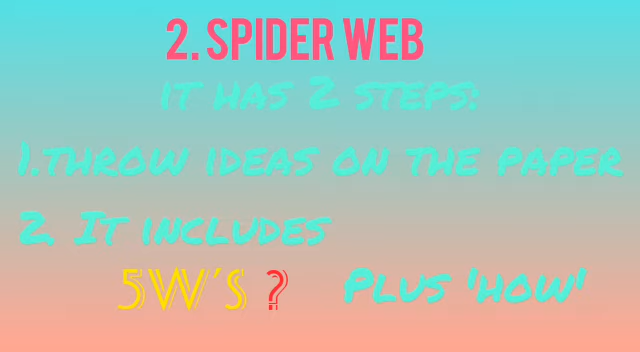 2. SPIDER WEB
it has 2 steps:
1.throw ideas on the paper
2. It includes
5W's ? Plus 'how'